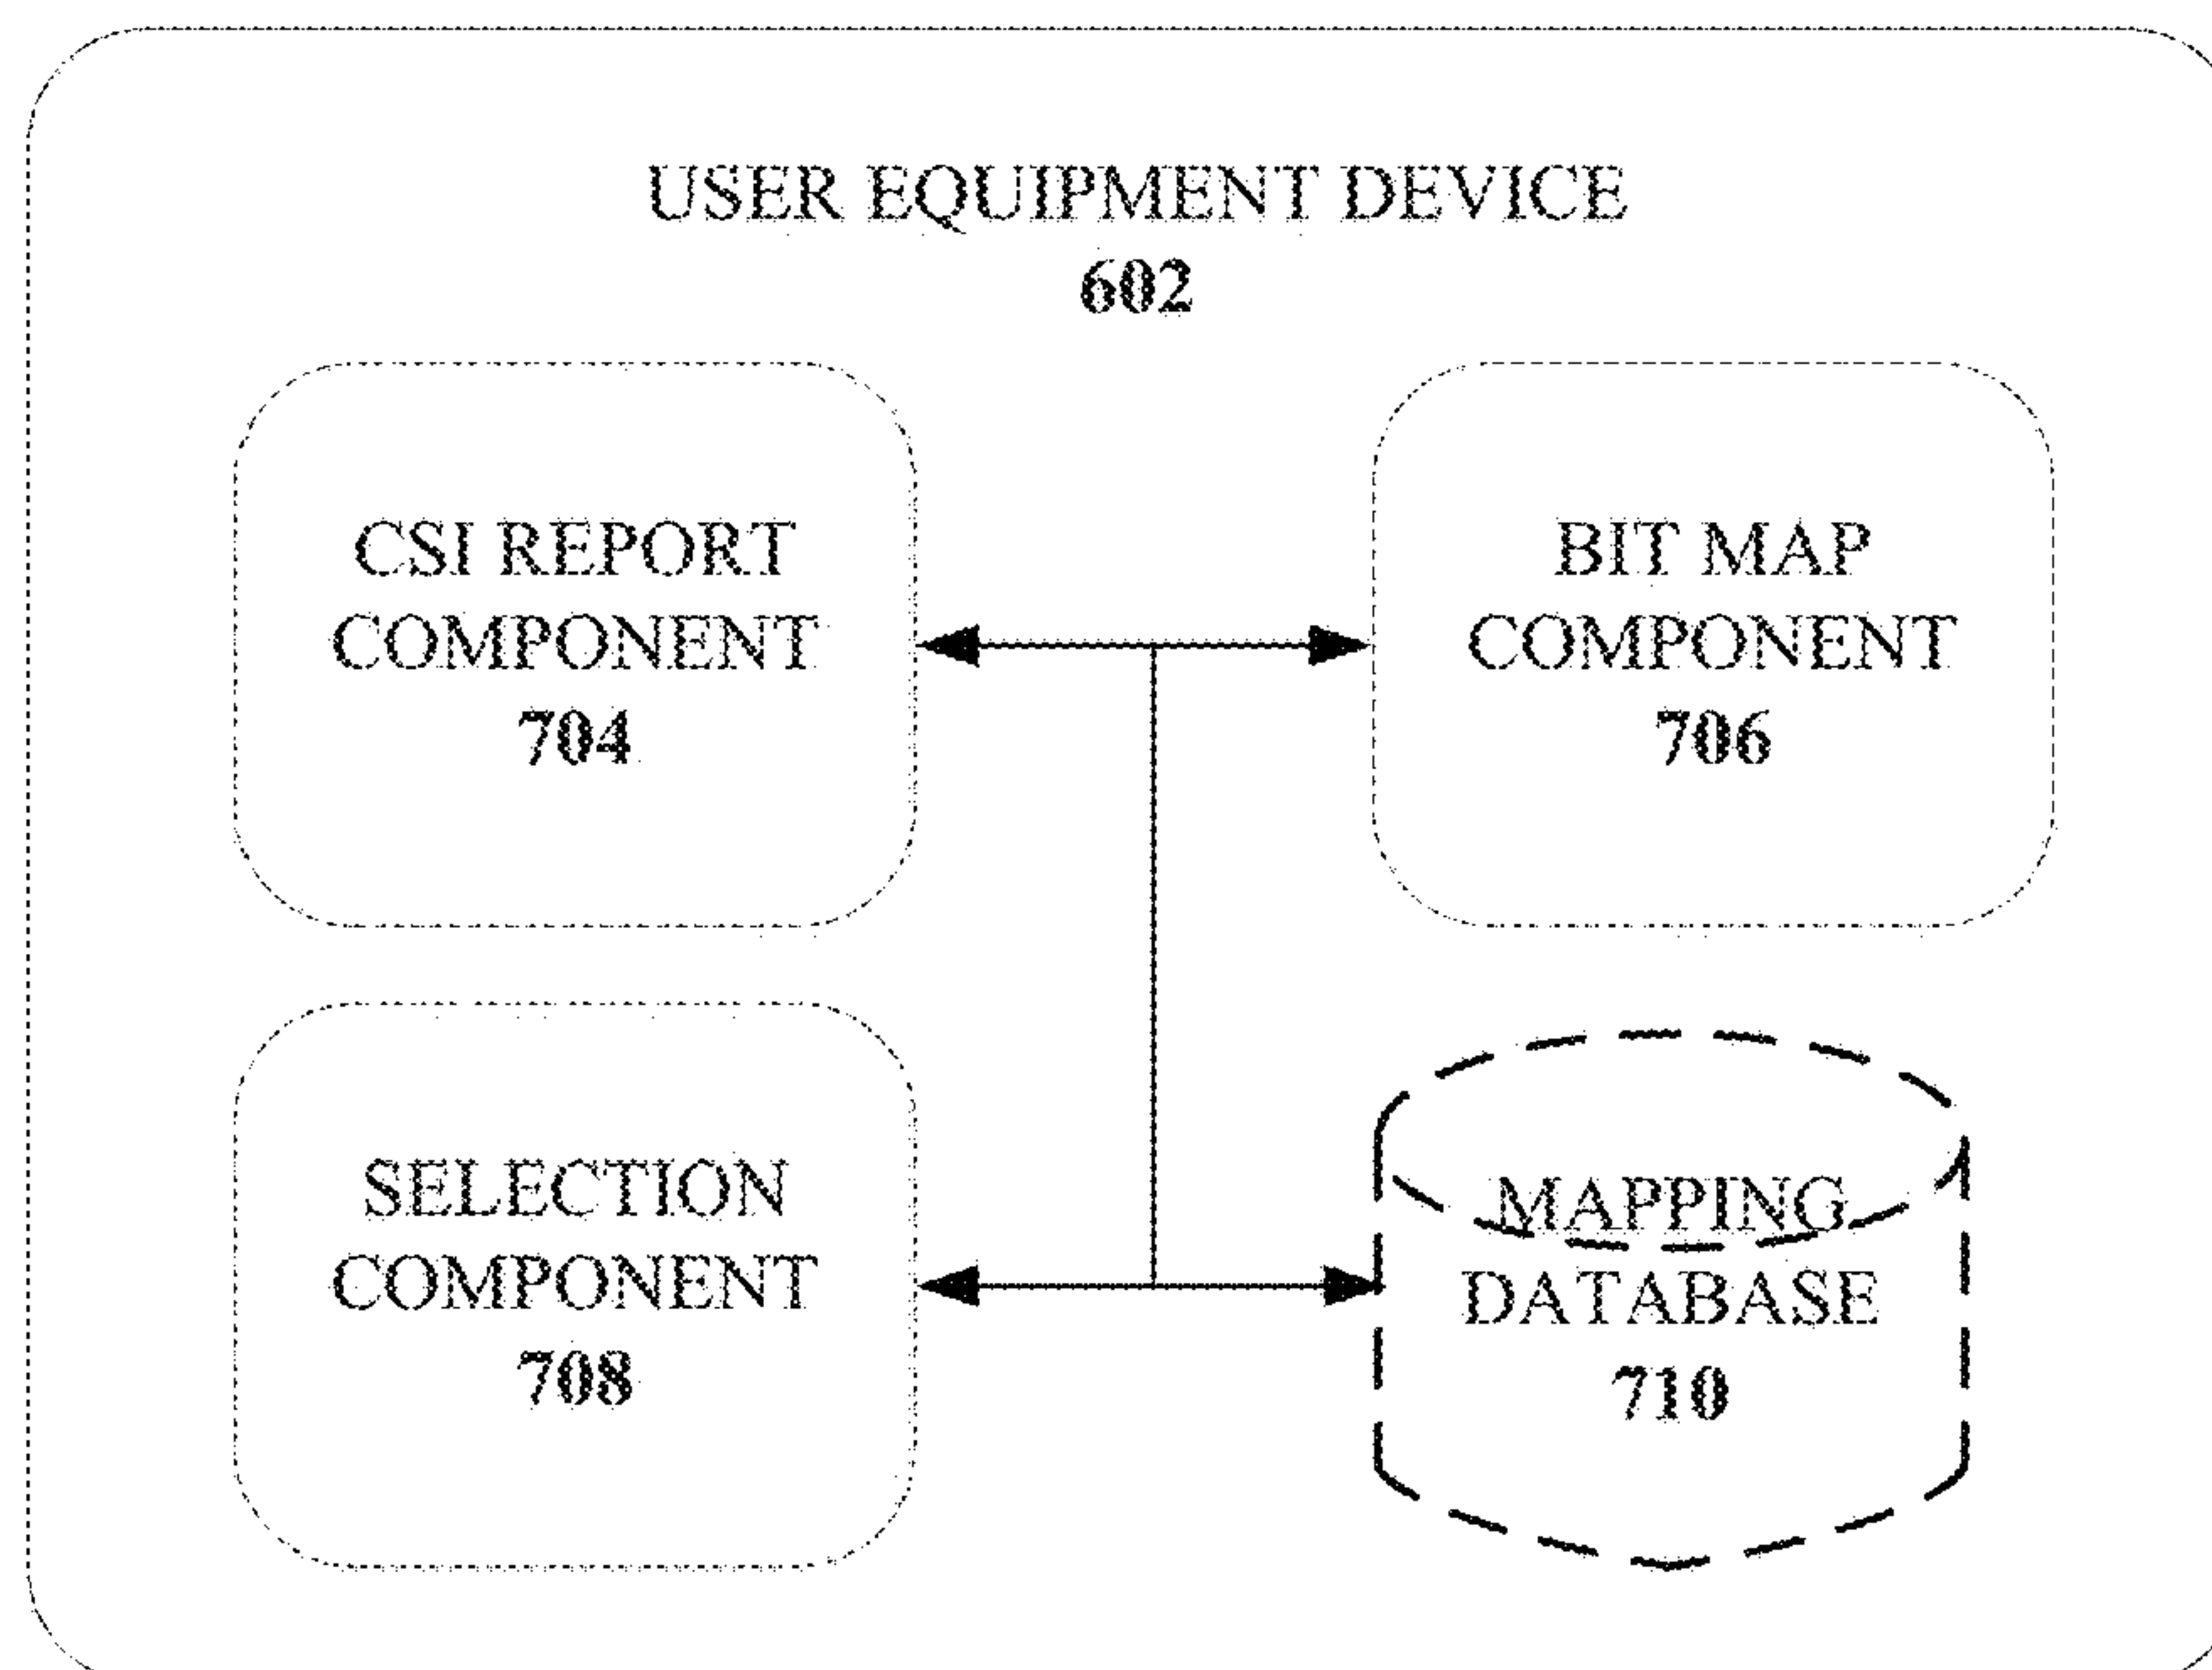 USER EQUIPMENT DEVICE
602
CSI REPORT
COMPONENT
704
BIT MAP
COMPONENT
706
SELECTION
COMPONENT
708
MAPPING
DATABASE
710